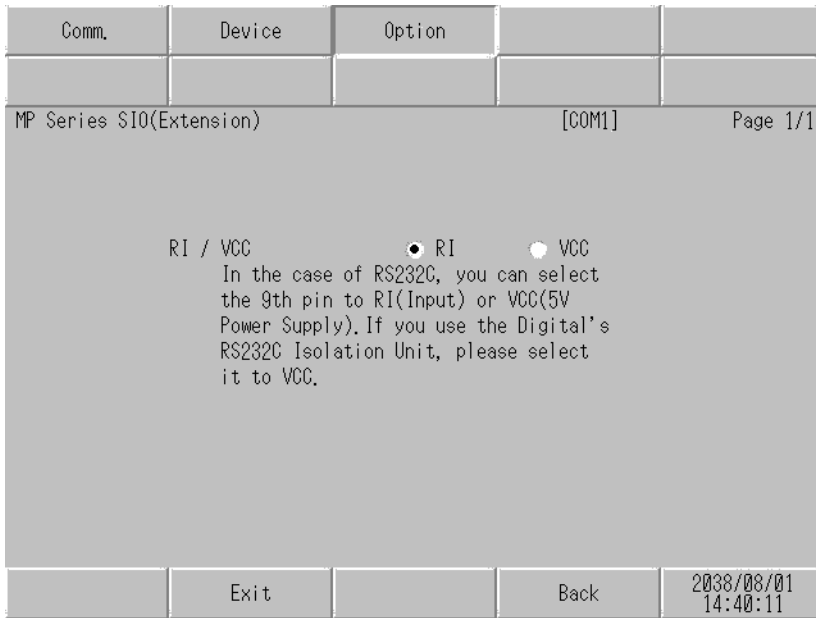 Comm. Device Option
MP Series SIO(Extension) [COM1] Page 1/1
RI / VCC RI VCC
In the case of RS232C, you can select
the 9th pin to RI(Input) or VCC(5V
Power Supply).If you use the Digital's
RS232C Isolation Unit, please select
it to VCC.
Exit Back 2038/08/01
14:40:11